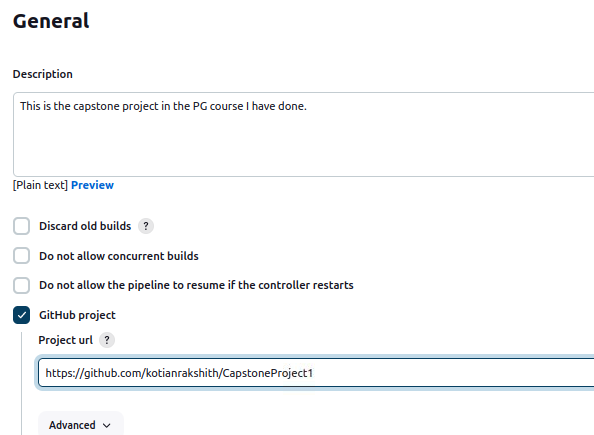 General
Description
This is the capstone project in the PG course I have done.
[Plain text] Preview
Discard old builds ?
Do not allow concurrent builds
Do not allow the pipeline to resume if the controller restarts
GitHub project
Project url ?
https://github.com/kotianrakshith/CapstoneProject1
Advanced